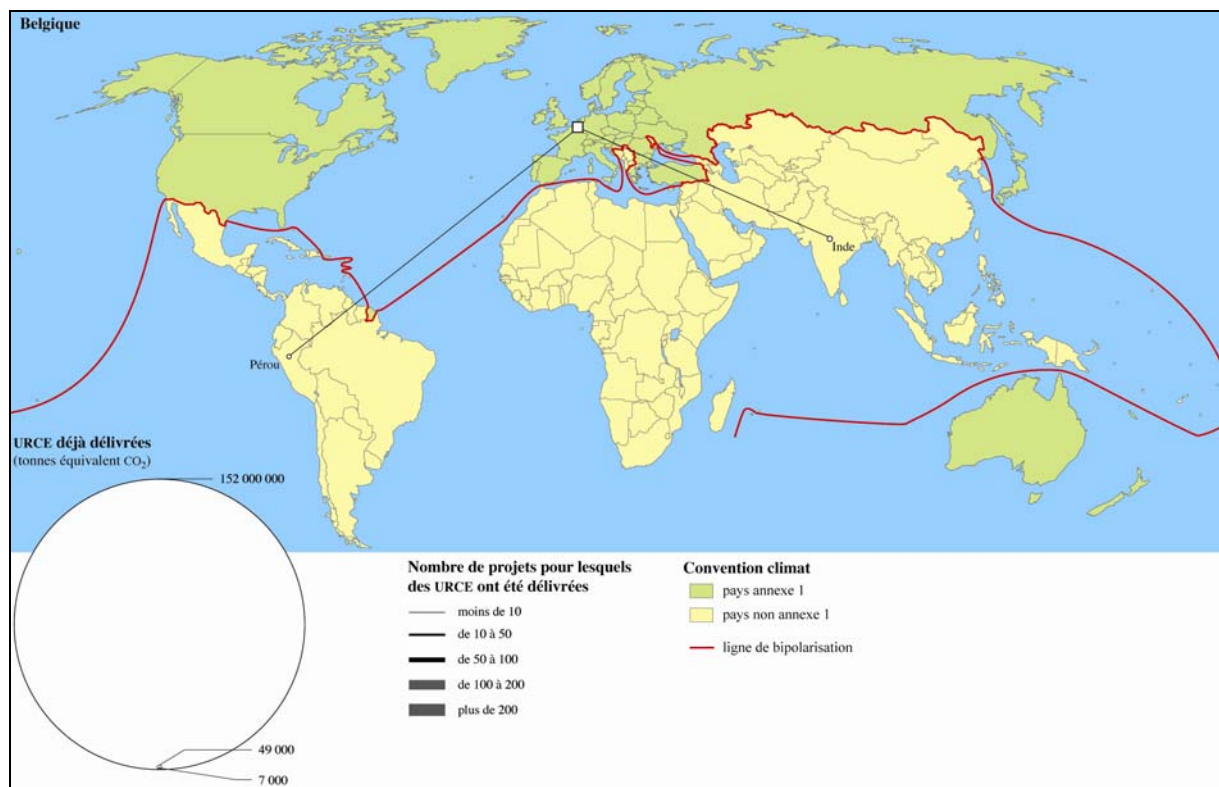 Belgique
Inde
Pérou
URCE déjà délivrées
(tonnes équivalent CO₂)
152 000 000
49 000
7 000
Nombre de projets pour lesquels
des URCE ont été délivrées
moins de 10
de 10 à 50
de 50 à 100
de 100 à 200
plus de 200
Convention climat
pays annexe 1
pays non annexe 1
ligne de bipolarisation